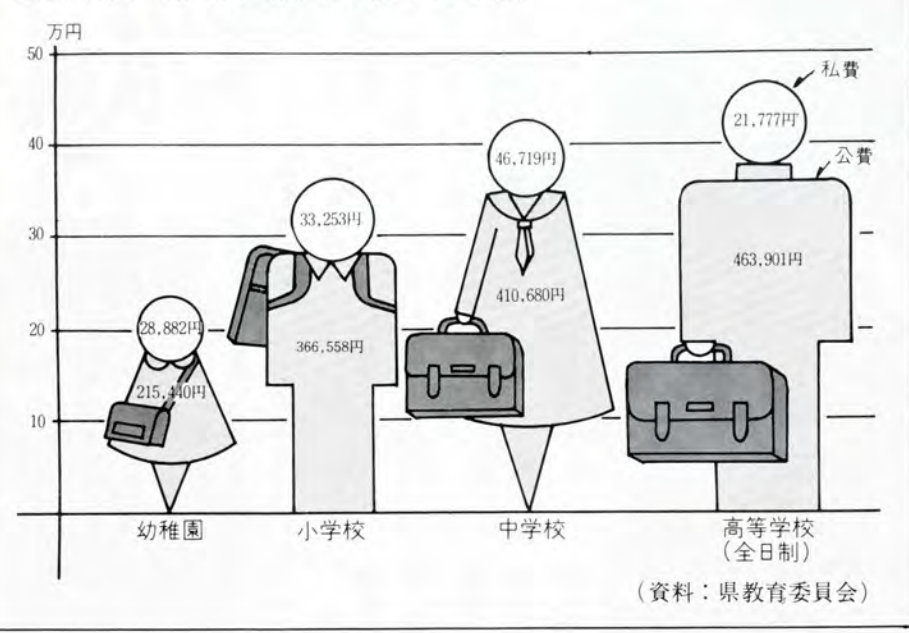 万円
50
40
30
20
10
私費
公費
28,882円
215,440円
33,253円
366,558円
46,719円
410,680円
21,777円
463,901円
幼稚園
小学校
中学校
高等学校
(全日制)
(資料：県教育委員会)